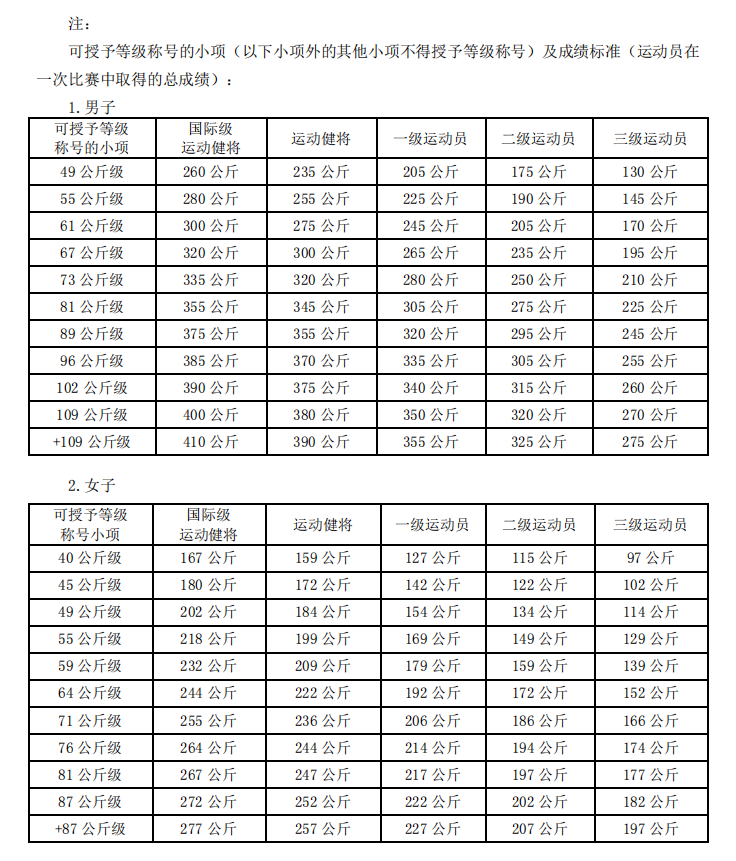 注：
可授予等级称号的小项（以下小项外的其他小项不得授予等级称号）及成绩标准（运动员在
一次比赛中取得的总成绩）：
1.男子
可授予等级称号的小项 国际级运动健将 运动健将 一级运动员 二级运动员 三级运动员
49 公斤级 260 公斤 235 公斤 205 公斤 175 公斤 130 公斤
55 公斤级 280 公斤 255 公斤 225 公斤 190 公斤 145 公斤
61 公斤级 300 公斤 275 公斤 245 公斤 205 公斤 170 公斤
67 公斤级 320 公斤 300 公斤 265 公斤 235 公斤 195 公斤
73 公斤级 335 公斤 320 公斤 280 公斤 250 公斤 210 公斤
81 公斤级 355 公斤 345 公斤 305 公斤 275 公斤 225 公斤
89 公斤级 375 公斤 355 公斤 320 公斤 295 公斤 245 公斤
96 公斤级 385 公斤 370 公斤 335 公斤 305 公斤 255 公斤
102 公斤级 390 公斤 375 公斤 340 公斤 315 公斤 260 公斤
109 公斤级 400 公斤 380 公斤 350 公斤 320 公斤 270 公斤
+109 公斤级 410 公斤 390 公斤 355 公斤 325 公斤 275 公斤
2.女子
可授予等级称号小项 国际级运动健将 运动健将 一级运动员 二级运动员 三级运动员
40 公斤级 167 公斤 159 公斤 127 公斤 115 公斤 97 公斤
45 公斤级 180 公斤 172 公斤 142 公斤 122 公斤 102 公斤
49 公斤级 202 公斤 184 公斤 154 公斤 134 公斤 114 公斤
55 公斤级 218 公斤 199 公斤 169 公斤 149 公斤 129 公斤
59 公斤级 232 公斤 209 公斤 179 公斤 159 公斤 139 公斤
64 公斤级 244 公斤 222 公斤 192 公斤 172 公斤 152 公斤
71 公斤级 255 公斤 236 公斤 206 公斤 186 公斤 166 公斤
76 公斤级 264 公斤 244 公斤 214 公斤 194 公斤 174 公斤
81 公斤级 267 公斤 247 公斤 217 公斤 197 公斤 177 公斤
87 公斤级 272 公斤 252 公斤 222 公斤 202 公斤 182 公斤
+87 公斤级 277 公斤 257 公斤 227 公斤 207 公斤 197 公斤